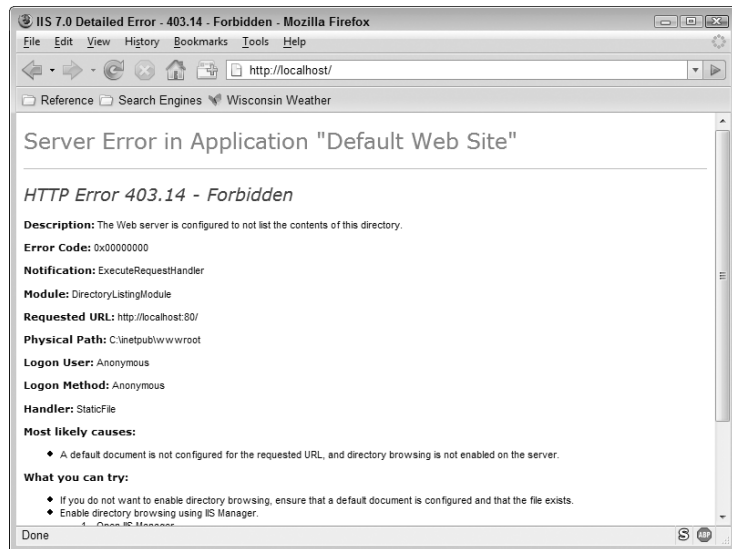 IIS 7.0 Detailed Error - 403.14 - Forbidden - Mozilla Firefox
File Edit View History Bookmarks Tools Help
http://localhost/
Reference Search Engines Wisconsin Weather
Server Error in Application "Default Web Site"
HTTP Error 403.14 - Forbidden
Description: The Web server is configured to not list the contents of this directory.
Error Code: 0x00000000
Notification: ExecuteRequestHandler
Module: DirectoryListingModule
Requested URL: http://localhost:80/
Physical Path: C:\inetpub\wwwroot
Logon User: Anonymous
Logon Method: Anonymous
Handler: StaticFile
Most likely causes:
A default document is not configured for the requested URL, and directory browsing is not enabled on the server.
What you can try:
If you do not want to enable directory browsing, ensure that a default document is configured and that the file exists.
Enable directory browsing using IIS Manager.
1. Open IIS Manager.
Done S ABP